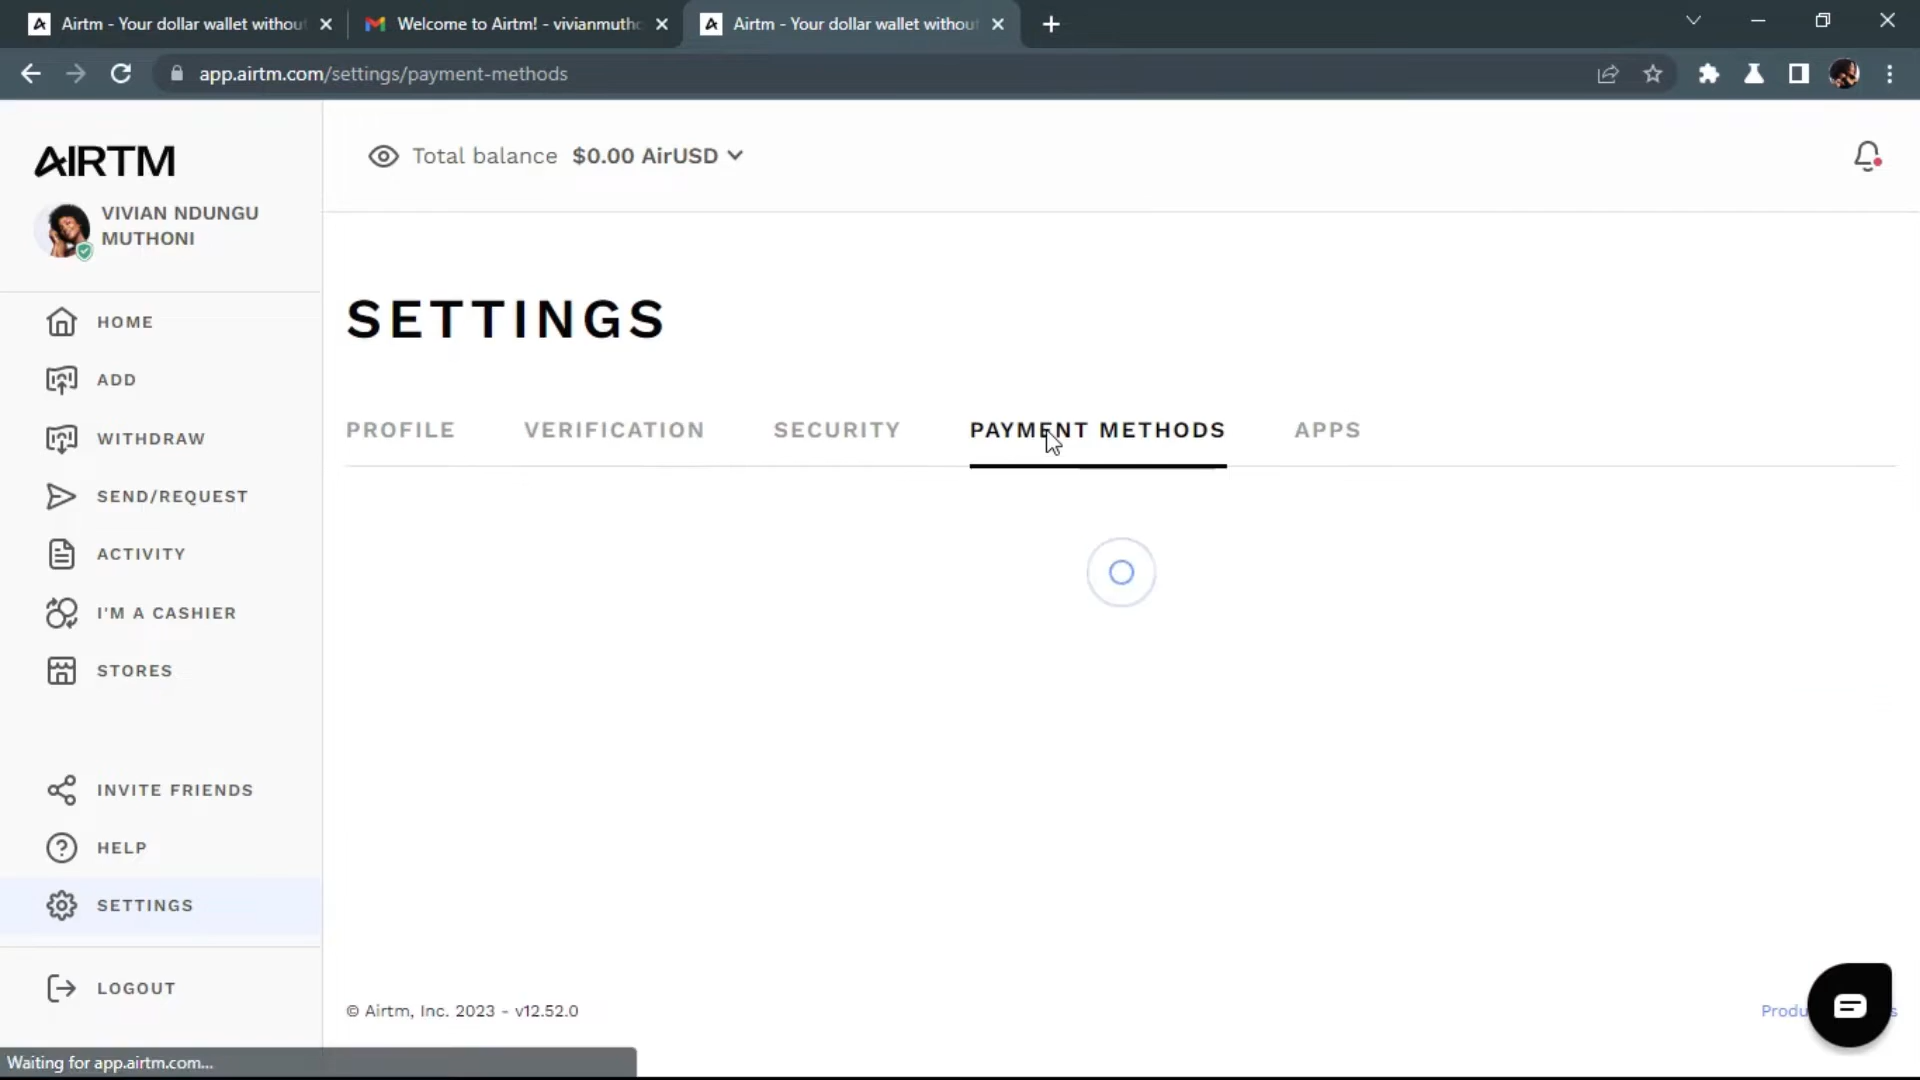 Airtm - Your dollar wallet withou
Welcome to Airtm! - vivianmuth
Airtm - Your dollar wallet withou
app.airtm.com/settings/payment-methods
AIRTM
VIVIAN NDUNGU
MUTHONI
Total balance $0.00 AirUSD
HOME
ADD
WITHDRAW
SEND/REQUEST
ACTIVITY
I'M A CASHIER
STORES
INVITE FRIENDS
HELP
SETTINGS
LOGOUT
SETTINGS
PROFILE VERIFICATION SECURITY PAYMENT METHODS APPS
© Airtm, Inc. 2023 - v12.52.0
Produ
s
Waiting for app.airtm.com...